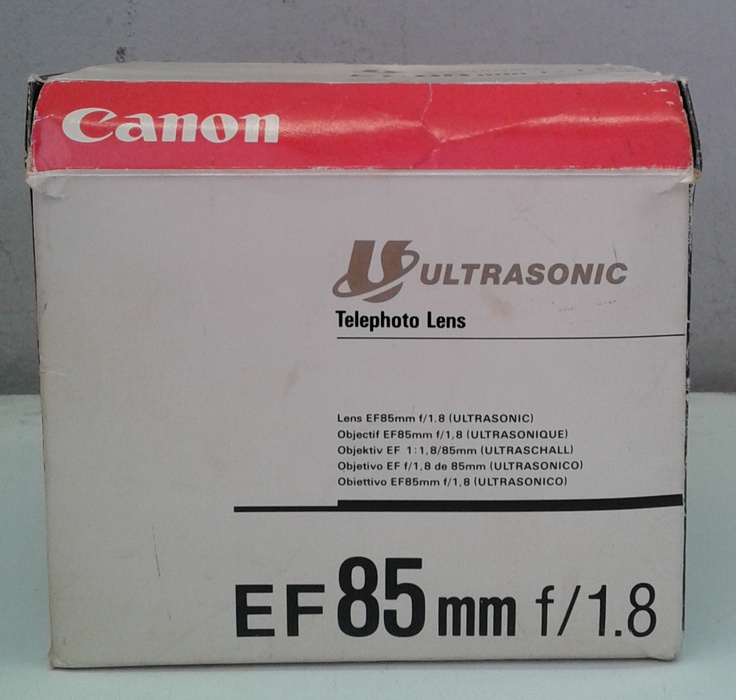 Canon
ULTRASONIC
Telephoto Lens
Lens EF85mm f/1.8 (ULTRASONIC)
Objectif EF85mm f/1,8 (ULTRASONIQUE)
Objektiv EF 1:1,8/85mm (ULTRASCHALL)
Objetivo EF f/1,8 de 85mm (ULTRASONICO)
Obiettivo EF85mm f/1,8 (ULTRASONICO)
EF 85 mm f/1.8